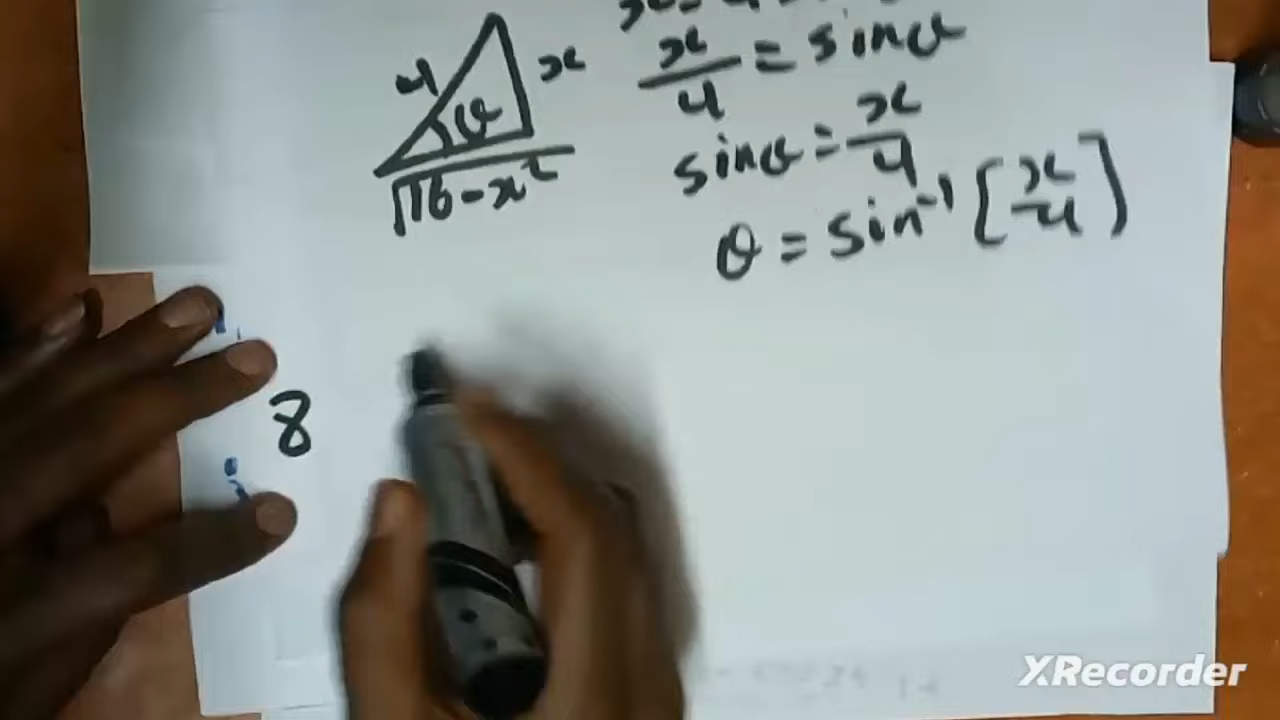 4 x
θ
√16-x²
x/4 = sinθ
sinθ = x/4
θ = sin⁻¹ [x/4]
8
XRecorder